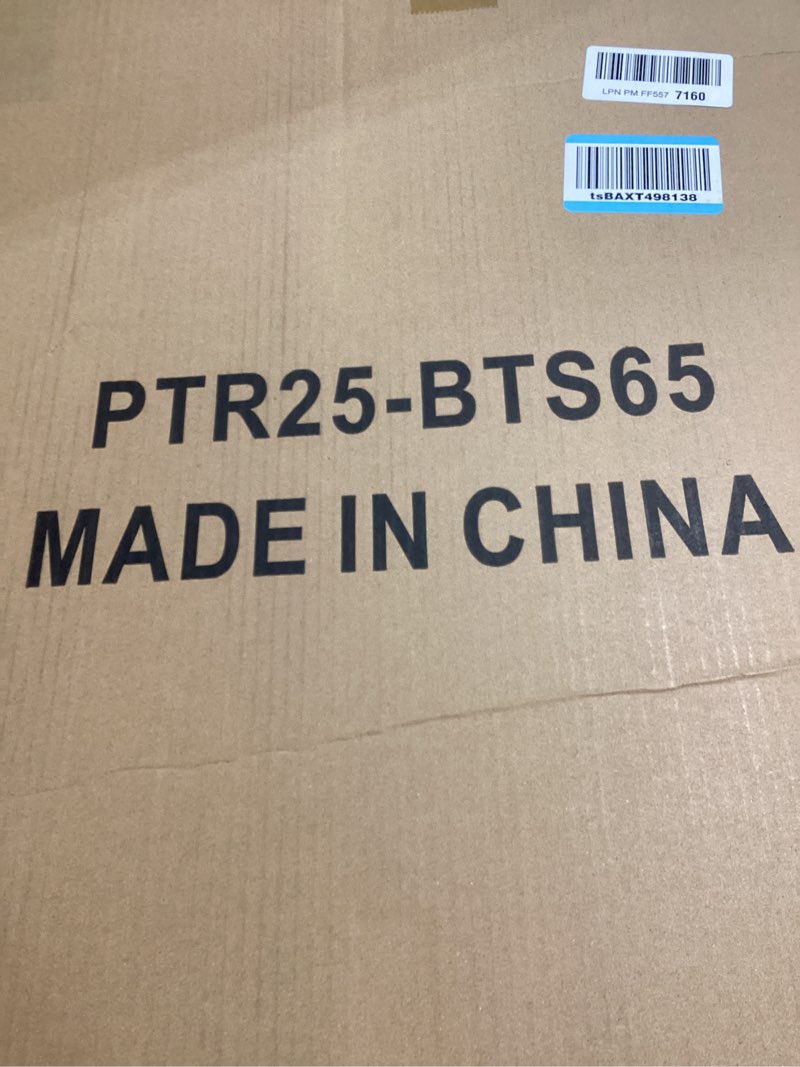 LPN PM FF557 7160
tsBAXT498138
PTR25-BTS65
MADE IN CHINA